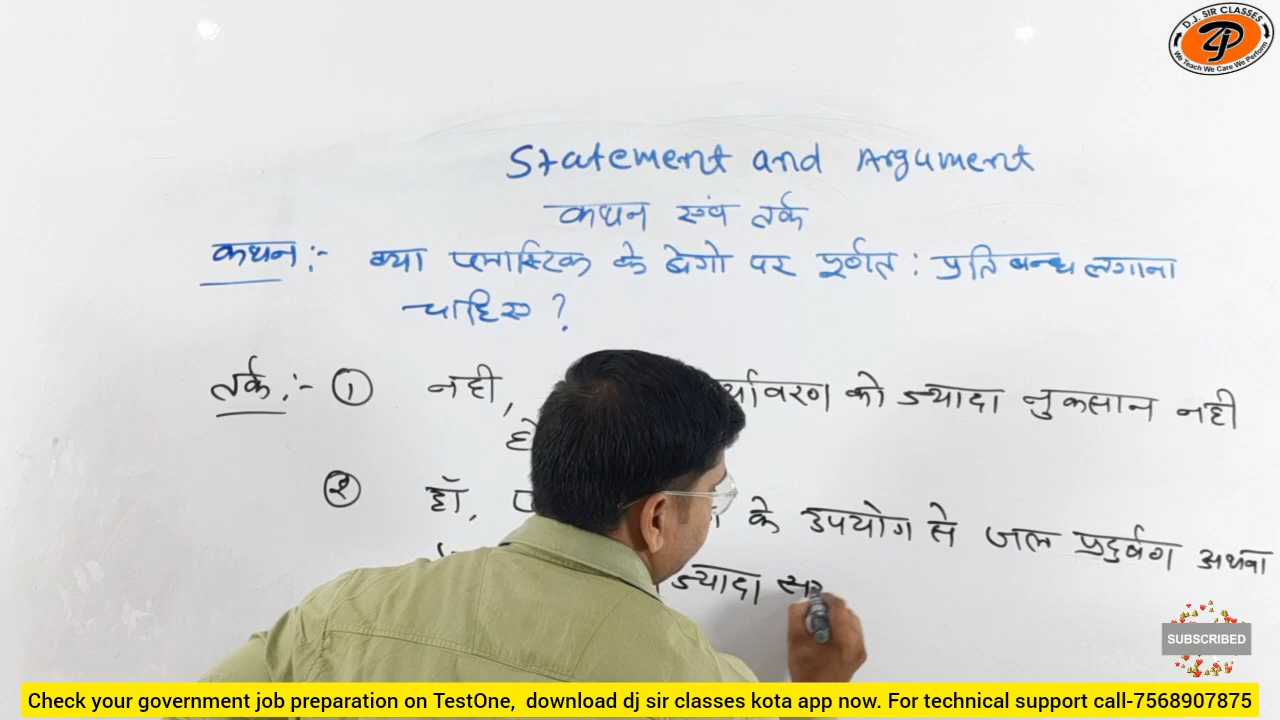 D.J. SIR CLASSES
We Teach We Care We Perform
Statement and Argument
कथन एवं तर्क
कथन :- क्या प्लास्टिक के बेगो पर पूर्णत : प्रतिबन्ध लगाना
चाहिए ?
तर्क :- ① नही, र्यावरण को ज्यादा नुकसान नही
② हाँ, के उपयोग से जल प्रदुर्षण अथवा
ज्यादा
SUBSCRIBED
Check your government job preparation on TestOne, download dj sir classes kota app now. For technical support call-7568907875